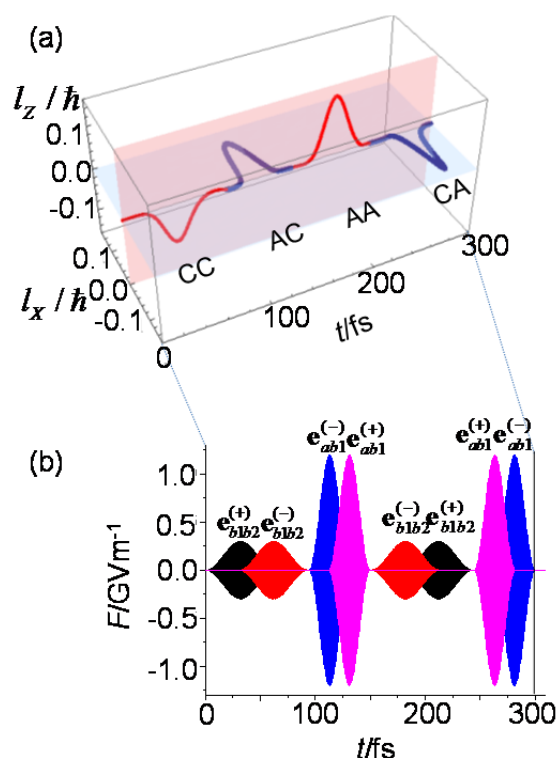 (a)
l_Z / ħ
0.1
0.0
-0.1
0.1
0.0
-0.1
l_X / ħ
CC
AC
AA
CA
0
100
200
300
t/fs
(b)
e_{ab1}^{(−)} e_{ab1}^{(+)}
e_{ab1}^{(+)} e_{ab1}^{(−)}
e_{b1b2}^{(+)} e_{b1b2}^{(−)}
e_{b1b2}^{(−)} e_{b1b2}^{(+)}
F/GVm⁻¹
1.0
0.5
0.0
-0.5
-1.0
0 100 200 300
t/fs